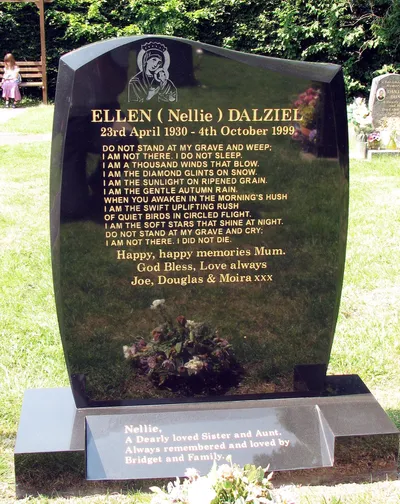 ELLEN (Nellie) DALZIEL
23rd April 1930 - 4th October 1999
DO NOT STAND AT MY GRAVE AND WEEP;
I AM NOT THERE. I DO NOT SLEEP.
I AM A THOUSAND WINDS THAT BLOW.
I AM THE DIAMOND GLINTS ON SNOW.
I AM THE SUNLIGHT ON RIPENED GRAIN.
I AM THE GENTLE AUTUMN RAIN.
WHEN YOU AWAKEN IN THE MORNING'S HUSH
I AM THE SWIFT UPLIFTING RUSH
OF QUIET BIRDS IN CIRCLED FLIGHT.
I AM THE SOFT STARS THAT SHINE AT NIGHT.
DO NOT STAND AT MY GRAVE AND CRY;
I AM NOT THERE. I DID NOT DIE.
Happy, happy memories Mum.
God Bless, Love always
Joe, Douglas & Moira xxx
Nellie,
A Dearly loved Sister and Aunt.
Always remembered and loved by
Bridget and Family.